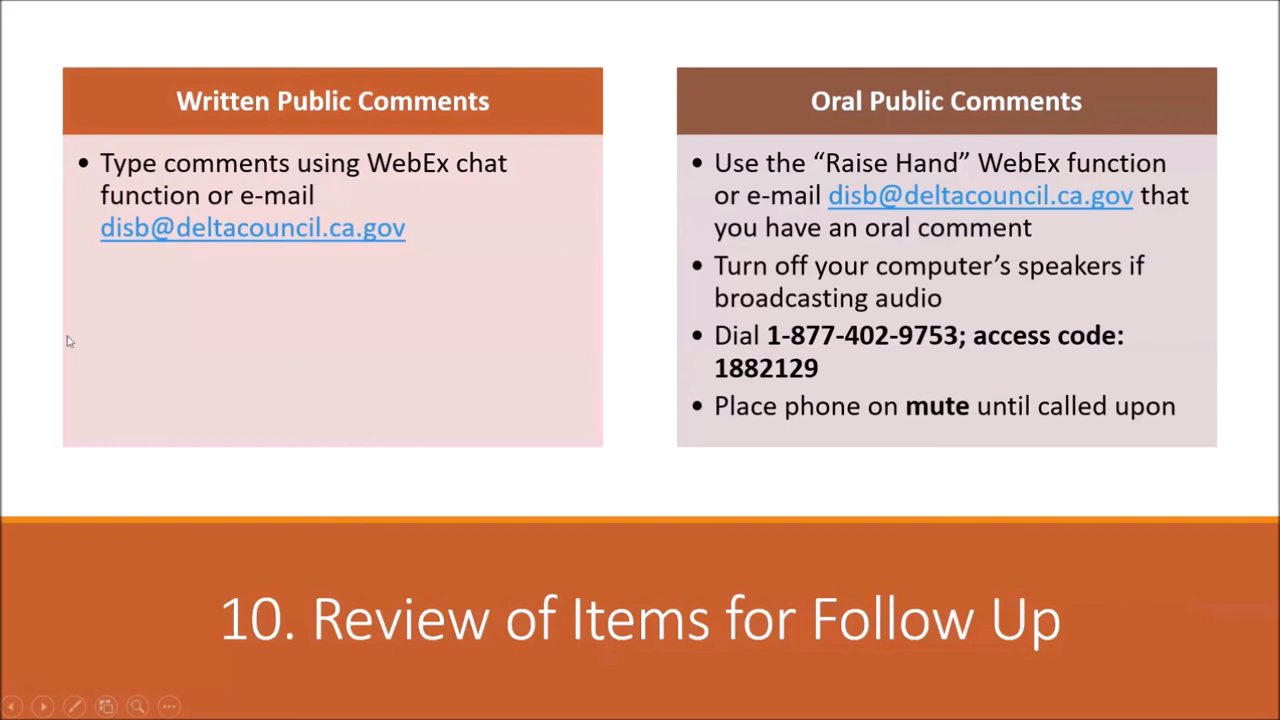 Written Public Comments
• Type comments using WebEx chat
function or e-mail
disb@deltacouncil.ca.gov
Oral Public Comments
• Use the “Raise Hand” WebEx function
or e-mail disb@deltacouncil.ca.gov that
you have an oral comment
• Turn off your computer’s speakers if
broadcasting audio
• Dial 1-877-402-9753; access code:
1882129
• Place phone on mute until called upon
10. Review of Items for Follow Up